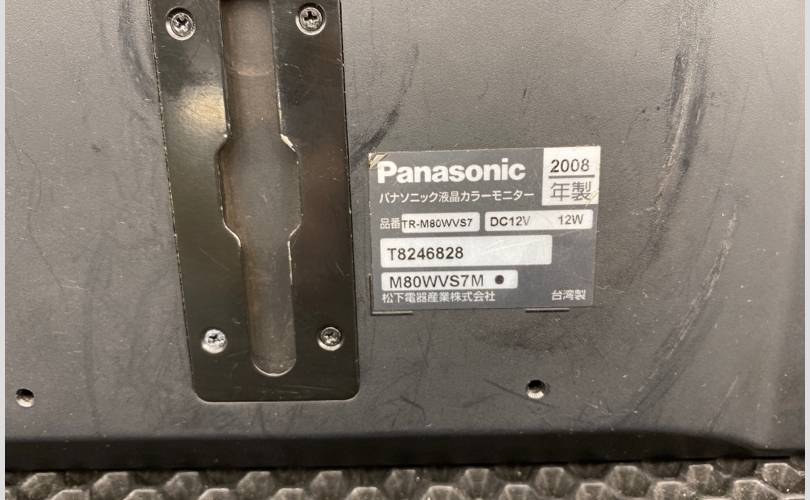 Panasonic
2008
年製
パナソニック液晶カラーモニター
品番 TR-M80WVS7 DC12V 12W
T8246828
M80WVS7M ●
松下電器産業株式会社 台湾製